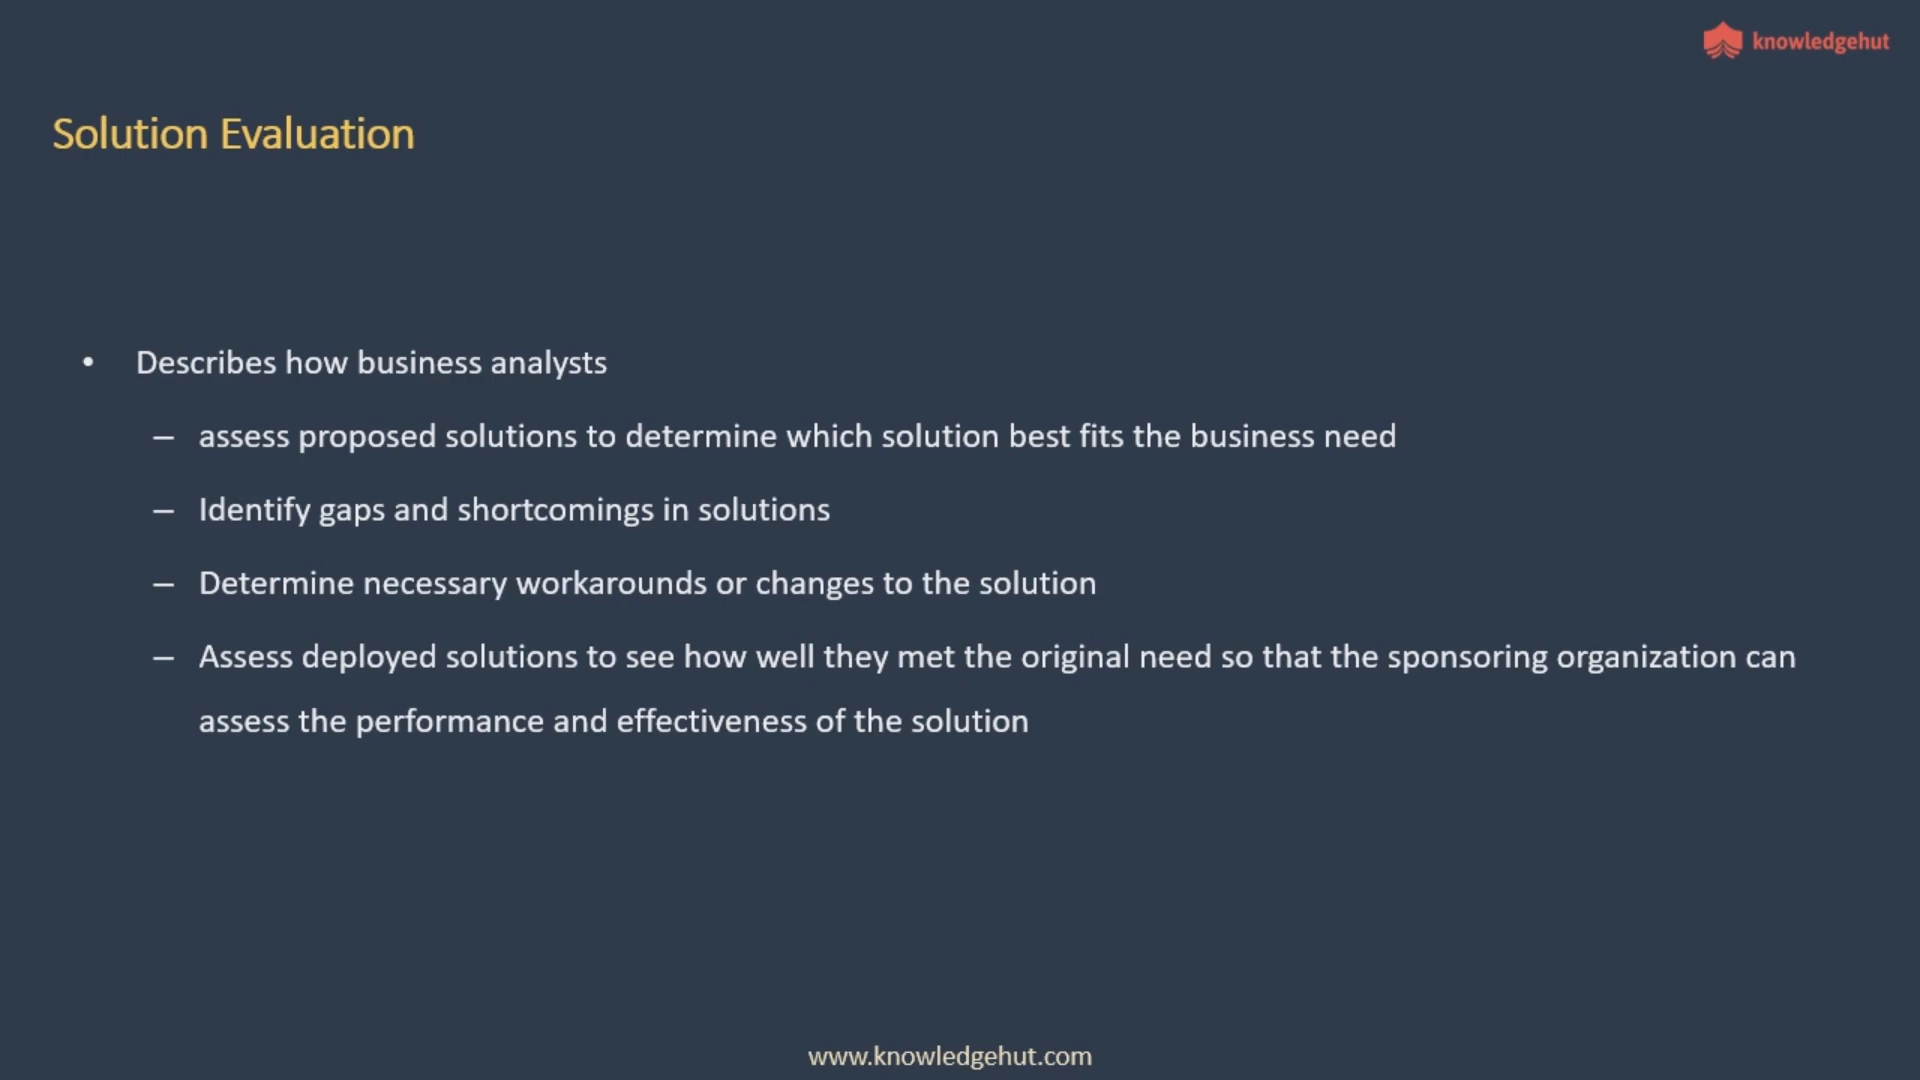 knowledgehut
Solution Evaluation
• Describes how business analysts
– assess proposed solutions to determine which solution best fits the business need
– Identify gaps and shortcomings in solutions
– Determine necessary workarounds or changes to the solution
– Assess deployed solutions to see how well they met the original need so that the sponsoring organization can
assess the performance and effectiveness of the solution
www.knowledgehut.com